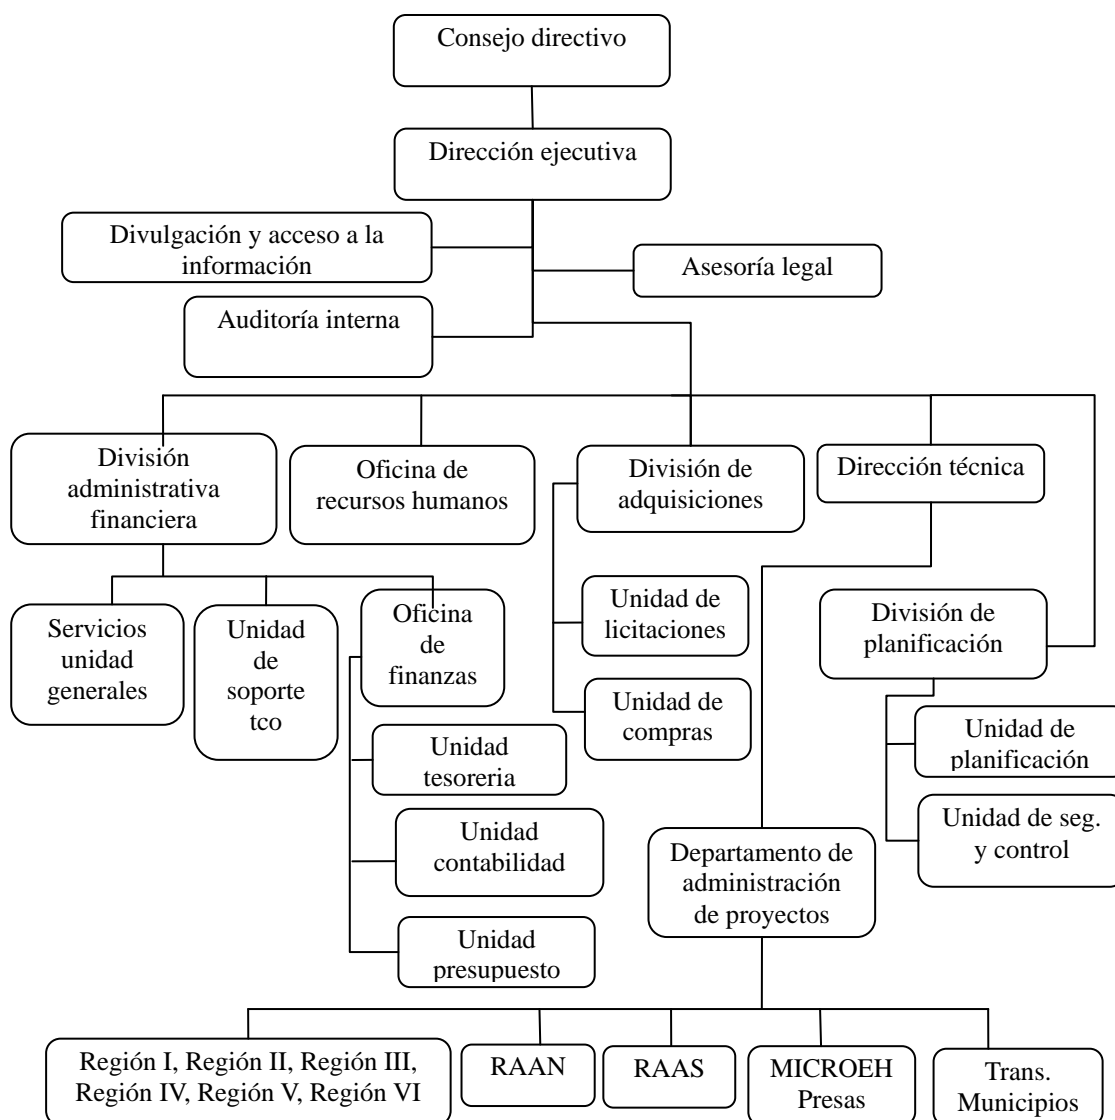 Consejo directivo
Dirección ejecutiva
Divulgación y acceso a la
información
Asesoría legal
Auditoría interna
División
administrativa
financiera
Oficina de
recursos humanos
División de
adquisiciones
Dirección técnica
Servicios
unidad
generales
Unidad
de
soporte
tco
Oficina
de
finanzas
Unidad de
licitaciones
División de
planificación
Unidad de
compras
Unidad de
planificación
Unidad
tesoreria
Unidad de seg.
y control
Unidad
contabilidad
Departamento de
administración
de proyectos
Unidad
presupuesto
Región I, Región II, Región III,
Región IV, Región V, Región VI
RAAN
RAAS
MICROEH
Presas
Trans.
Municipios